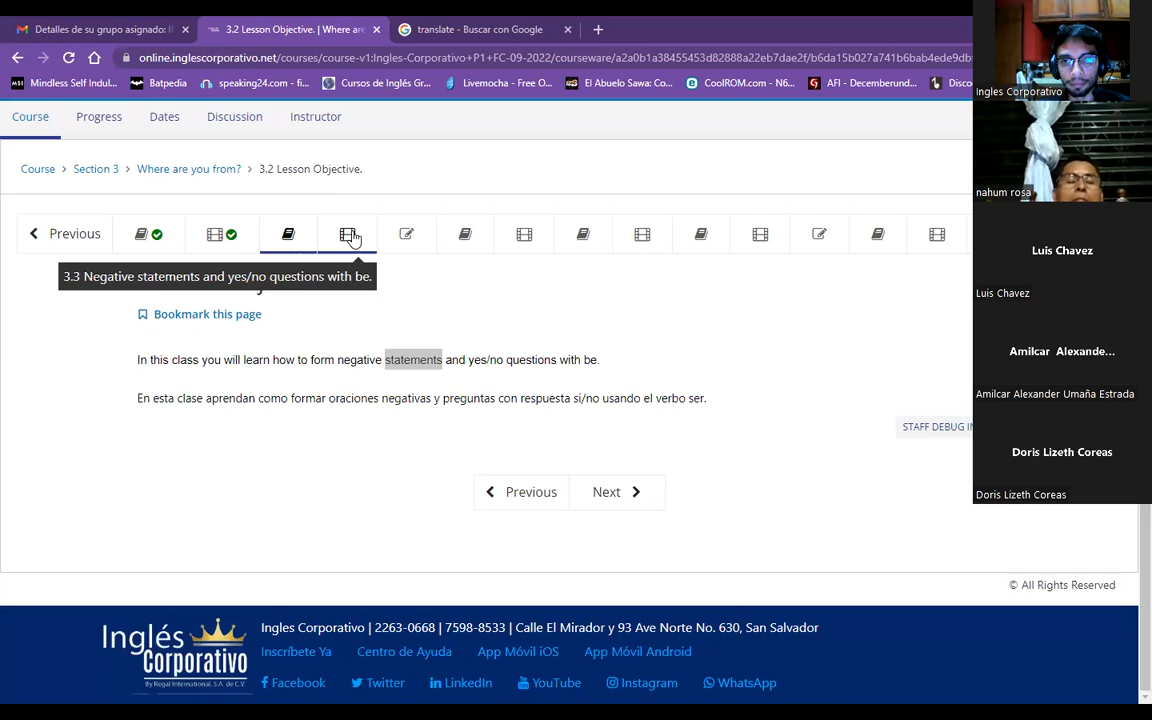 Detalles de su grupo asignado: I
3.2 Lesson Objective. | Where are
translate - Buscar con Google
online.inglescorporativo.net/courses/course-v1:Ingles-Corporativo+P1+FC-09-2022/courseware/a2a0b1a38455453d82888a22eb7dae2f/b6da15b027a741b6bab4ede9db
Mindless Self Indul...
Batpedia
speaking24.com - fi...
Cursos de Inglés Gr...
Livemocha - Free O...
El Abuelo Sawa: Co...
CoolROM.com - N6...
AFI - Decemberund...
Disco
Course
Progress
Dates
Discussion
Instructor
Course > Section 3 > Where are you from? > 3.2 Lesson Objective.
Previous
3.3 Negative statements and yes/no questions with be.
Bookmark this page
In this class you will learn how to form negative statements and yes/no questions with be.
En esta clase aprendan como formar oraciones negativas y preguntas con respuesta si/no usando el verbo ser.
STAFF DEBUG IN
Previous
Next
© All Rights Reserved
Inglés Corporativo
By Regal International, S.A. de C.V.
Ingles Corporativo | 2263-0668 | 7598-8533 | Calle El Mirador y 93 Ave Norte No. 630, San Salvador
Inscríbete Ya
Centro de Ayuda
App Móvil iOS
App Móvil Android
Facebook
Twitter
LinkedIn
YouTube
Instagram
WhatsApp
Ingles Corporativo
nahum rosa
Luis Chavez
Luis Chavez
Amilcar Alexande...
Amilcar Alexander Umaña Estrada
Doris Lizeth Coreas
Doris Lizeth Coreas